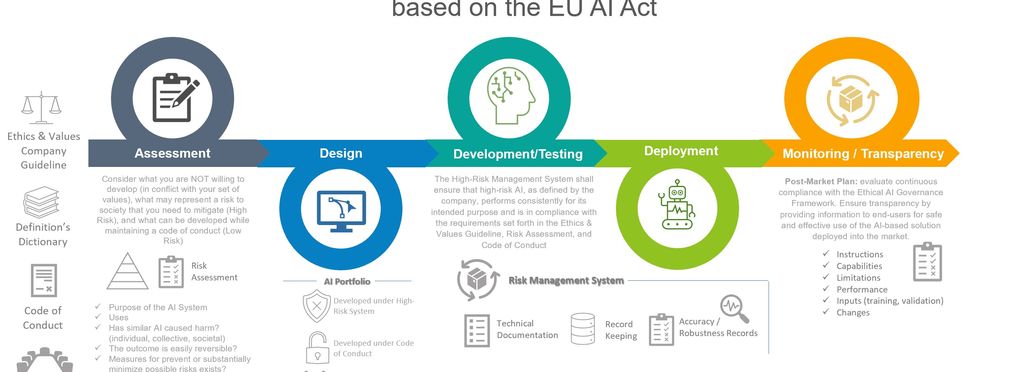 based on the EU AI Act
Ethics & Values
Company
Guideline
Definition's
Dictionary
Code of
Conduct
Assessment
Design
Development/Testing
Deployment
Monitoring / Transparency
Consider what you are NOT willing to
develop (in conflict with your set of
values), what may represent a risk to
society that you need to mitigate (High
Risk), and what can be developed while
maintaining a code of conduct (Low
Risk)
Risk
Assessment
✓ Purpose of the AI System
✓ Uses
✓ Has similar AI caused harm?
(individual, collective, societal)
✓ The outcome is easily reversible?
✓ Measures for prevent or substantially
minimize possible risks exists?
AI Portfolio
Developed under High-
Risk System
Developed under Code
of Conduct
The High-Risk Management System shall
ensure that high-risk AI, as defined by the
company, performs consistently for its
intended purpose and is in compliance with
the requirements set forth in the Ethics &
Values Guideline, Risk Assessment, and
Code of Conduct
Risk Management System
Technical
Documentation
Record
Keeping
Accuracy /
Robustness Records
Post-Market Plan: evaluate continuous
compliance with the Ethical AI Governance
Framework. Ensure transparency by
providing information to end-users for safe
and effective use of the AI-based solution
deployed into the market.
✓ Instructions
✓ Capabilities
✓ Limitations
✓ Performance
✓ Inputs (training, validation)
✓ Changes